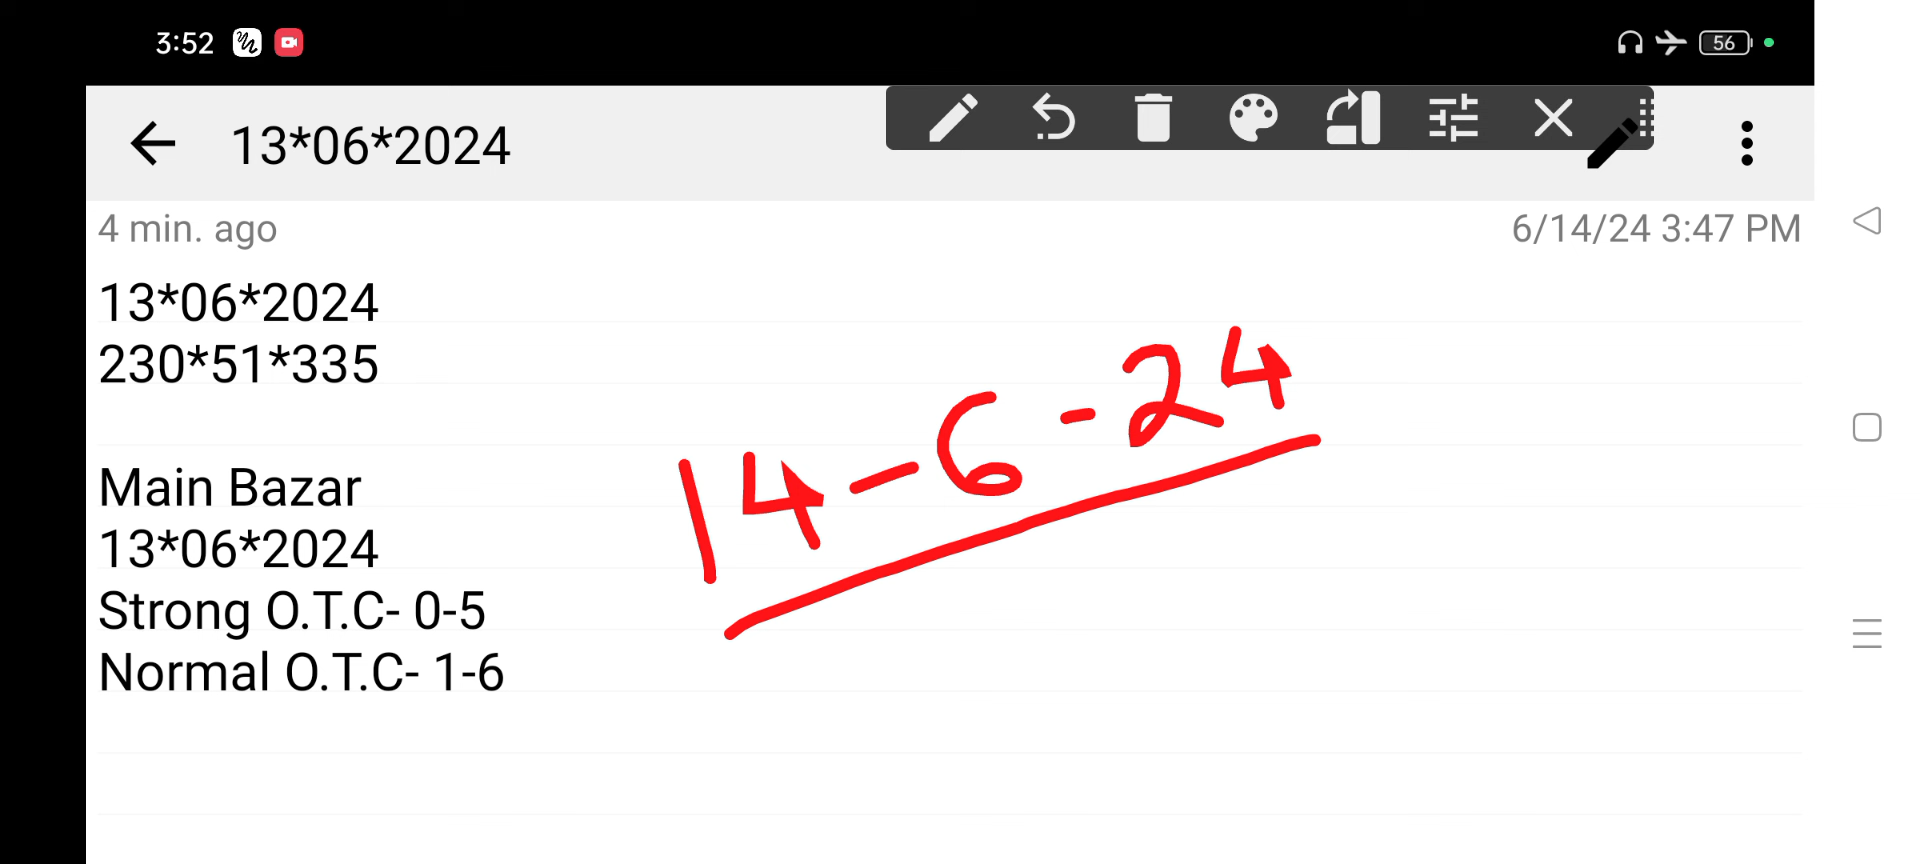 3:52
56
13*06*2024
4 min. ago
6/14/24 3:47 PM
13*06*2024
230*51*335
14-6-24
Main Bazar
13*06*2024
Strong O.T.C- 0-5
Normal O.T.C- 1-6